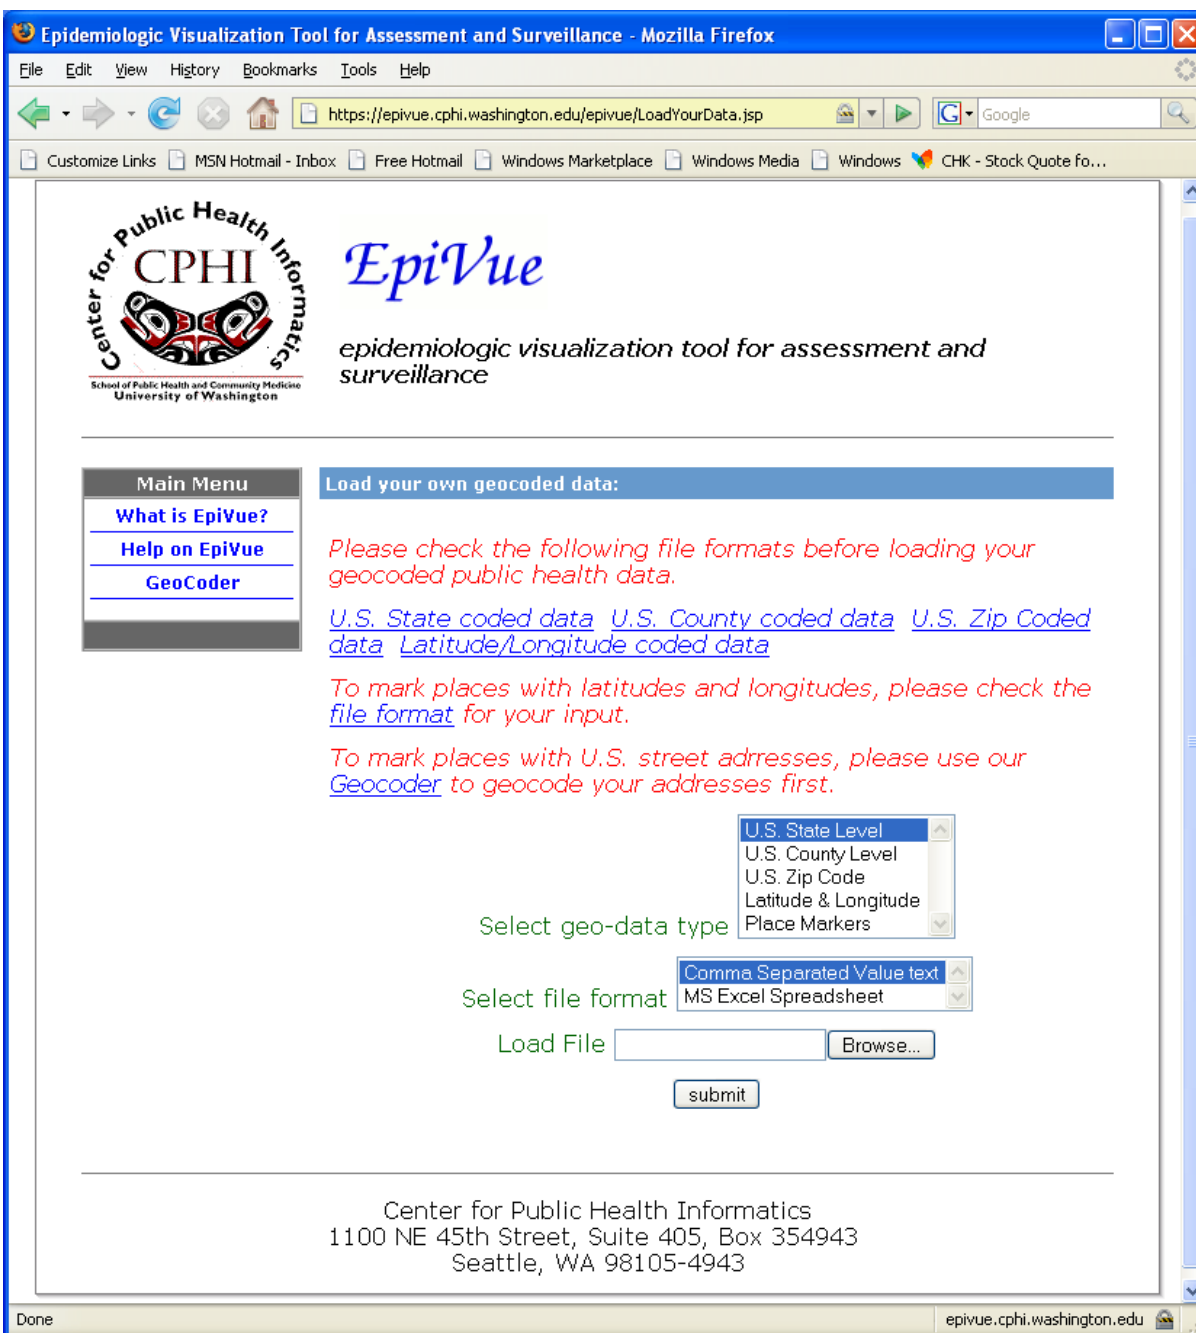 Epidemiologic Visualization Tool for Assessment and Surveillance - Mozilla Firefox
File Edit View History Bookmarks Tools Help
https://epivue.cphi.washington.edu/epivue/LoadYourData.jsp G Google
Customize Links MSN Hotmail - Inbox Free Hotmail Windows Marketplace Windows Media Windows CHK - Stock Quote fo...
Center for Public Health Informatics
CPHI
School of Public Health and Community Medicine
University of Washington
EpiVue
epidemiologic visualization tool for assessment and
surveillance
Main Menu
What is EpiVue?
Help on EpiVue
GeoCoder
Load your own geocoded data:
Please check the following file formats before loading your
geocoded public health data.
U.S. State coded data U.S. County coded data U.S. Zip Coded
data Latitude/Longitude coded data
To mark places with latitudes and longitudes, please check the
file format for your input.
To mark places with U.S. street adrresses, please use our
Geocoder to geocode your addresses first.
U.S. State Level
U.S. County Level
U.S. Zip Code
Latitude & Longitude
Select geo-data type Place Markers
Comma Separated Value text
Select file format MS Excel Spreadsheet
Load File Browse...
submit
Center for Public Health Informatics
1100 NE 45th Street, Suite 405, Box 354943
Seattle, WA 98105-4943
Done epivue.cphi.washington.edu